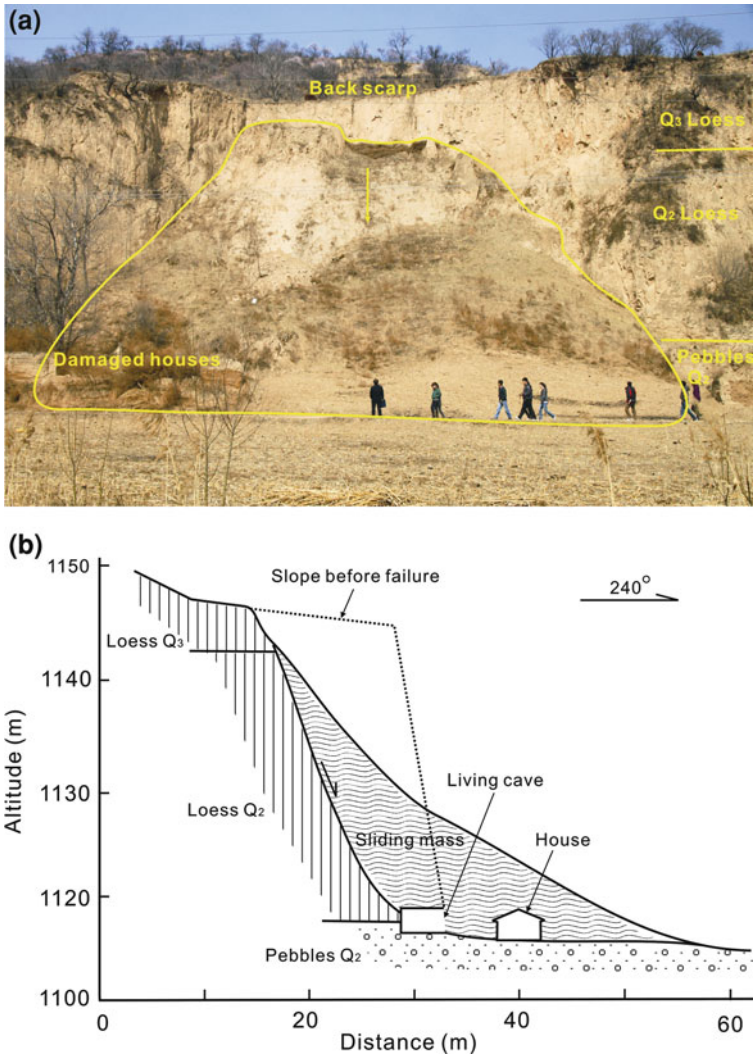 (a)
Back scarp
Q3 Loess
Q2 Loess
Damaged houses
Pebbles
Q2
(b)
1150
Slope before failure
240°
Loess Q3
1140
Altitude (m)
1130
Living cave
Loess Q2
Sliding mass
House
1120
Pebbles Q2
1100
0
20
40
60
Distance (m)